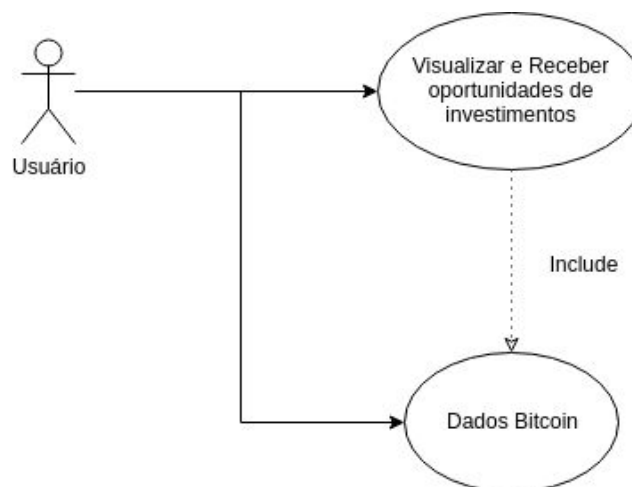 Visualizar e Receber
oportunidades de
investimentos
Usuário
Include
Dados Bitcoin